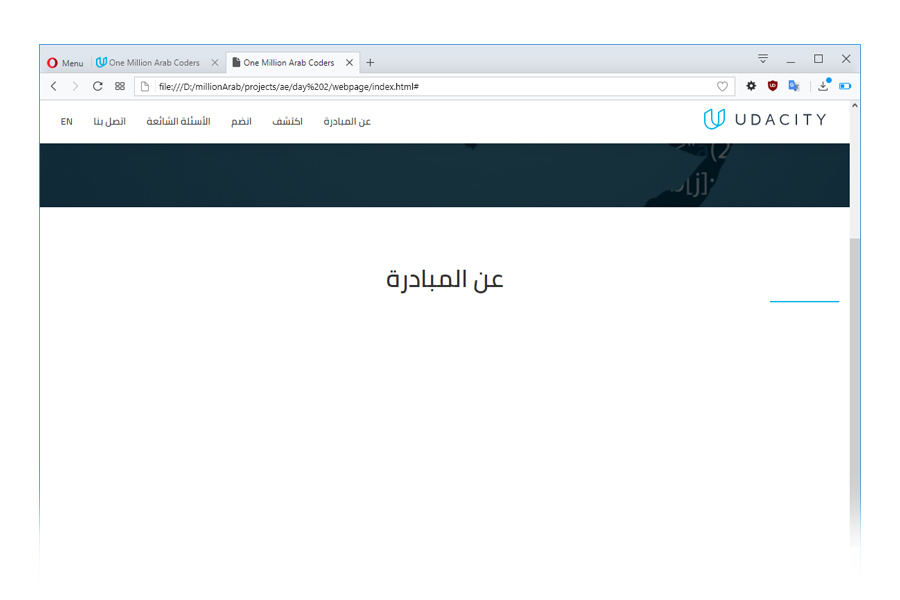 Menu
One Million Arab Coders
One Million Arab Coders
file:///D:/millionArab/projects/ae/day%202/webpage/index.html#
UDACITY
عن المبادرة
اكتشف
انضم
الأسئلة الشائعة
اتصل بنا
EN
(2
[j];
عن المبادرة